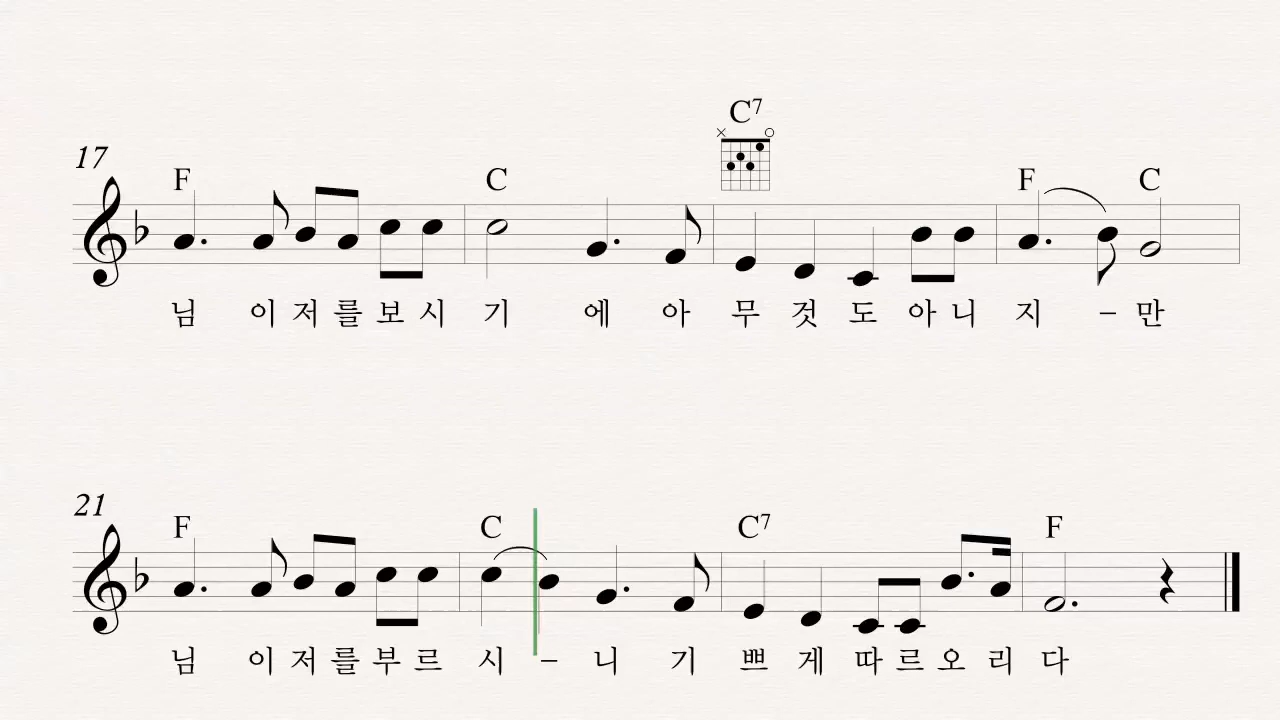 C7
17
F C F C
님 이 저 를 보 시 기 에 아 무 것 도 아 니 지 – 만
21
F C C7 F
님 이 저 를 부 르 시 – 니 기 쁘 게 따 르 오 리 다